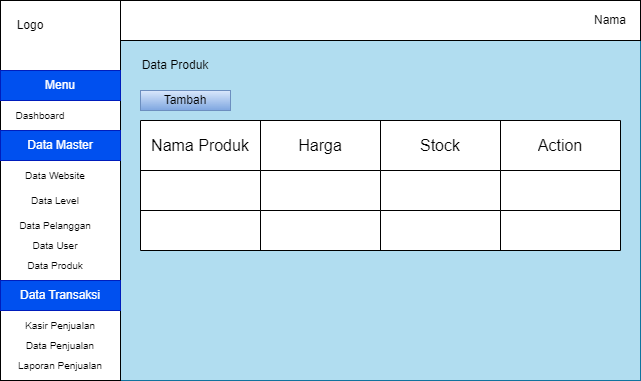 Logo
Nama
Menu
Dashboard
Data Master
Data Website
Data Level
Data Pelanggan
Data User
Data Produk
Data Transaksi
Kasir Penjualan
Data Penjualan
Laporan Penjualan
Data Produk
Tambah
Nama Produk Harga Stock Action